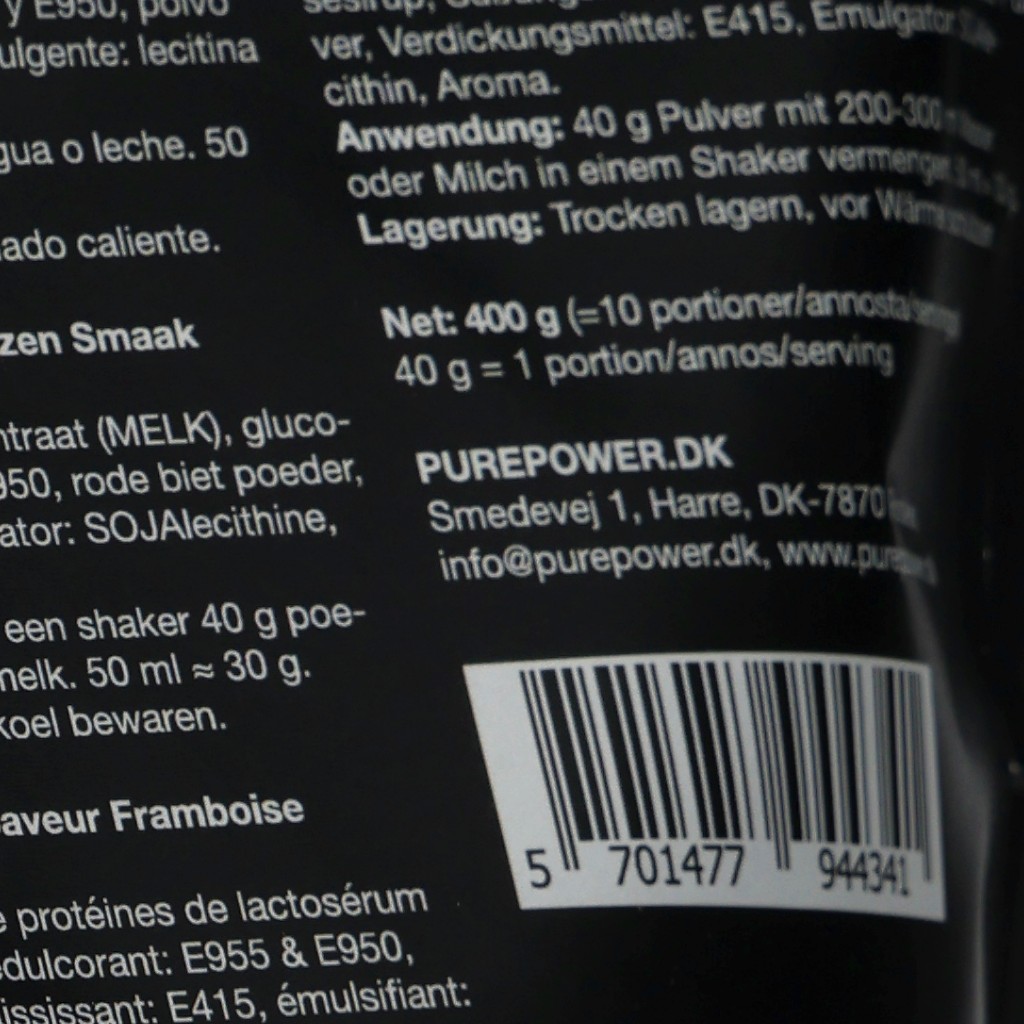 y E950, polvo
ulgente: lecitina
gua o leche. 50
ado caliente.
zen Smaak
ntraat (MELK), gluco-
950, rode biet poeder,
ator: SOJAlecithine,
een shaker 40 g poe-
melk. 50 ml ≈ 30 g.
koel bewaren.
aveur Framboise
e protéines de lactosérum
édulcorant: E955 & E950,
ississant: E415, émulsifiant:
ver, Verdickungsmittel: E415, Emulgator:
cithin, Aroma.
Anwendung: 40 g Pulver mit 200-300
oder Milch in einem Shaker vermengen.
Lagerung: Trocken lagern, vor
Net: 400 g (=10 portioner/annosta/serving
40 g = 1 portion/annos/serving
PUREPOWER.DK
Smedevej 1, Harre, DK-7870
info@purepower.dk, www.pure
5 701477 944341